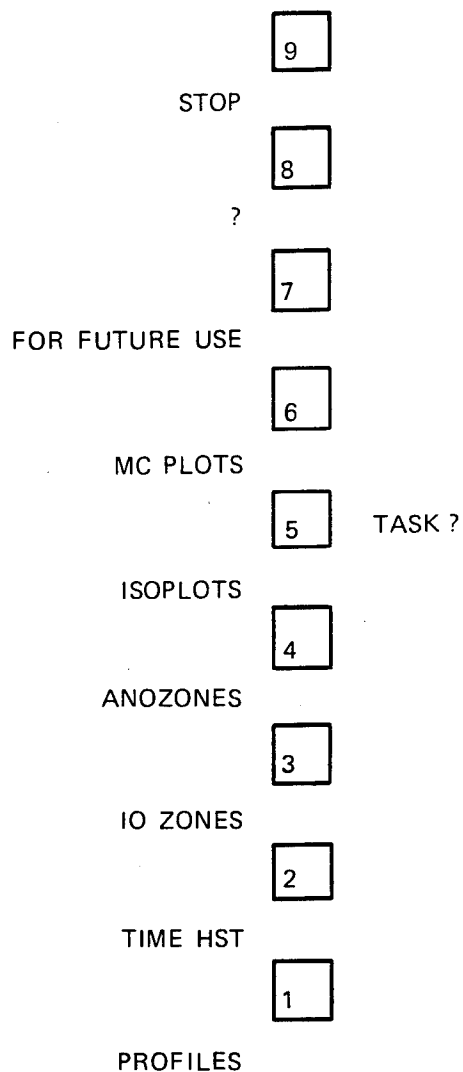 9
STOP
8
?
7
FOR FUTURE USE
6
MC PLOTS
5 TASK ?
ISOPLOTS
4
ANOZONES
3
IO ZONES
2
TIME HST
1
PROFILES